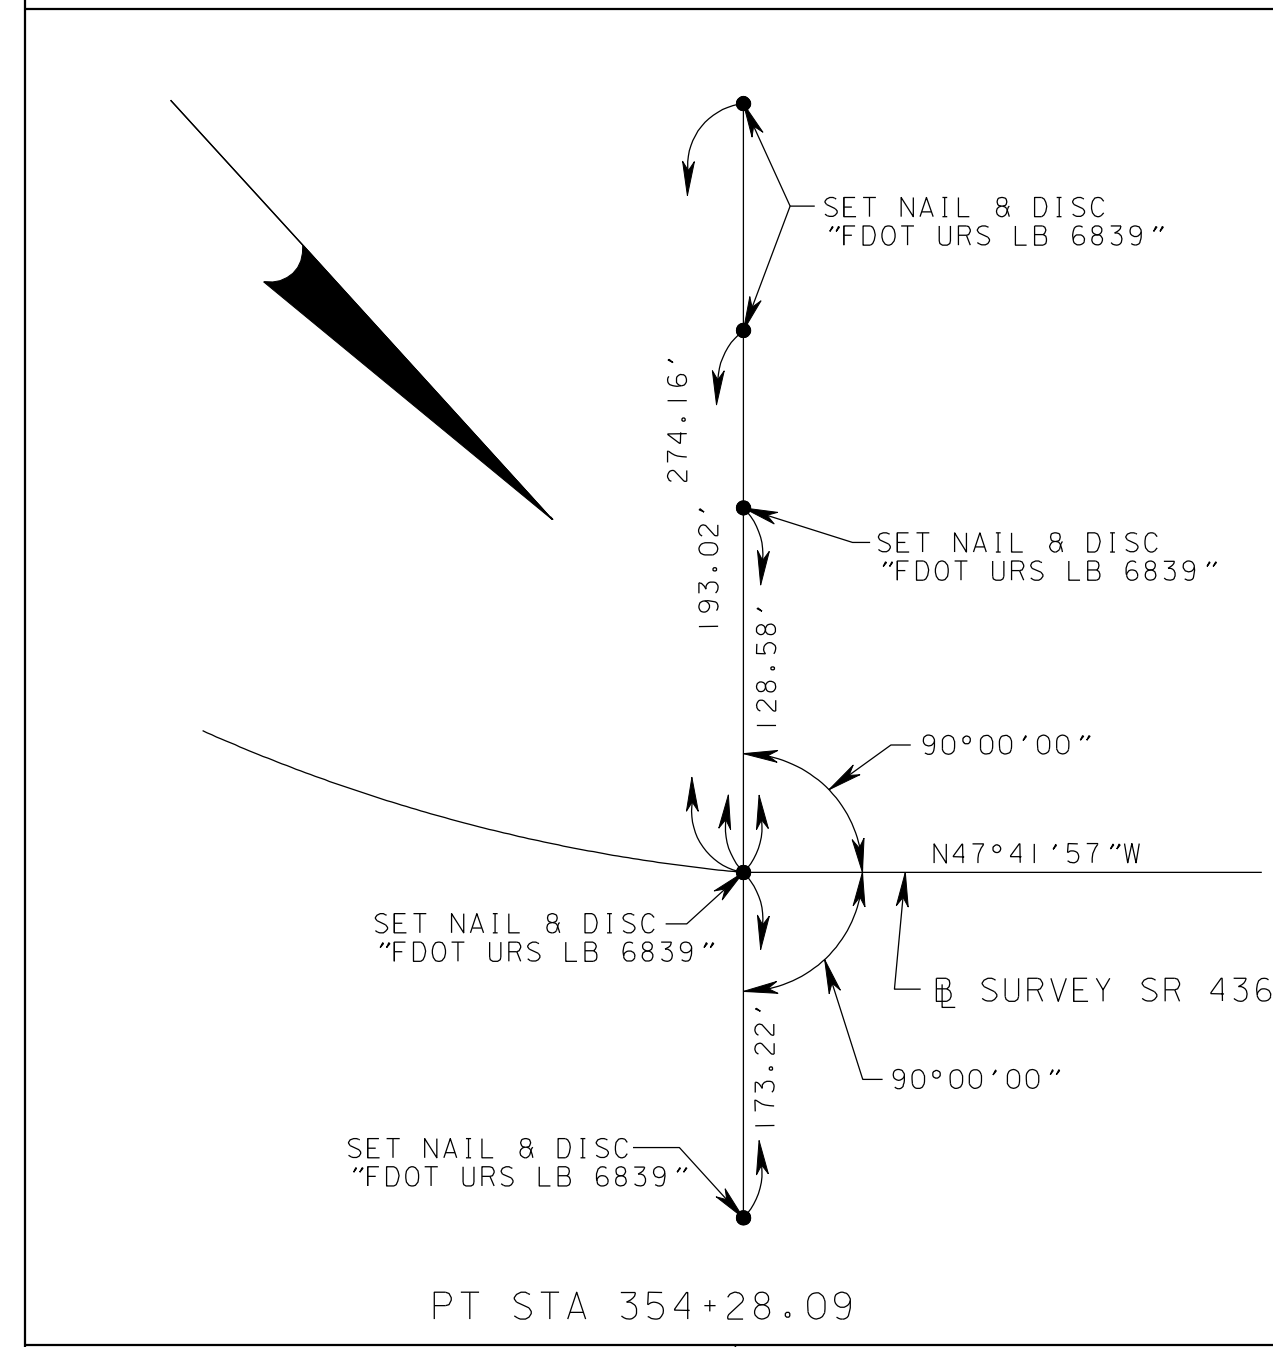 SET NAIL & DISC
"FDOT URS LB 6839"
274.16'
193.02'
SET NAIL & DISC
"FDOT URS LB 6839"
128.58'
90°00'00"
N47°41'57"W
SET NAIL & DISC
"FDOT URS LB 6839"
℄ SURVEY SR 436
173.22'
90°00'00"
SET NAIL & DISC
"FDOT URS LB 6839"
PT STA 354+28.09